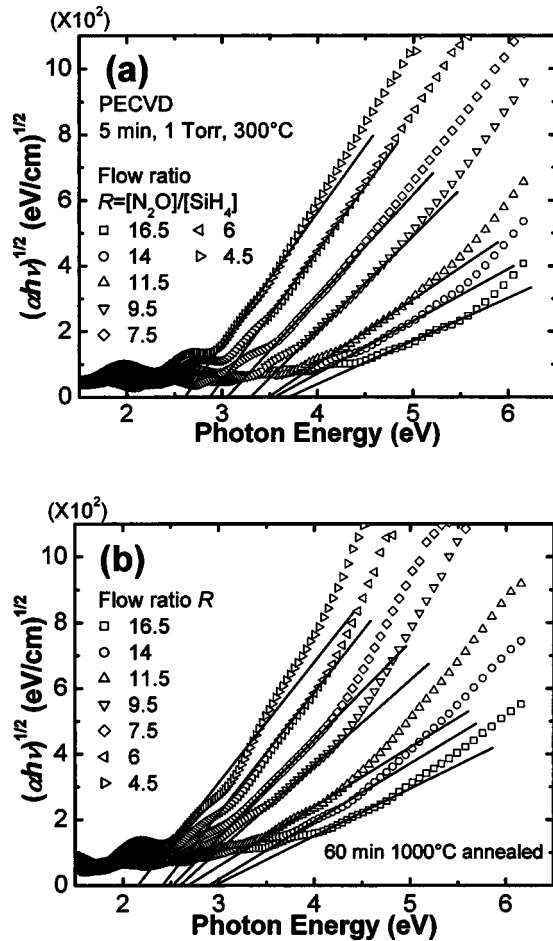 (X10²)
(a)
PECVD
5 min, 1 Torr, 300°C
Flow ratio
R=[N₂O]/[SiH₄]
□ 16.5 ◁ 6
○ 14 ▷ 4.5
△ 11.5
▽ 9.5
◇ 7.5
(αhν)^1/2 (eV/cm)^1/2
10
8
6
4
2
0
2 3 4 5 6
Photon Energy (eV)
(X10²)
(b)
Flow ratio R
□ 16.5
○ 14
△ 11.5
▽ 9.5
◇ 7.5
◁ 6
▷ 4.5
60 min 1000°C annealed
(αhν)^1/2 (eV/cm)^1/2
10
8
6
4
2
0
2 3 4 5 6
Photon Energy (eV)